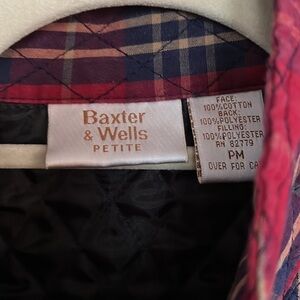 Baxter
& Wells
PETITE
FACE:
100%COTTON
BACK:
100%POLYESTER
FILLING:
100%POLYESTER
RN 82779
PM
OVER FOR CA